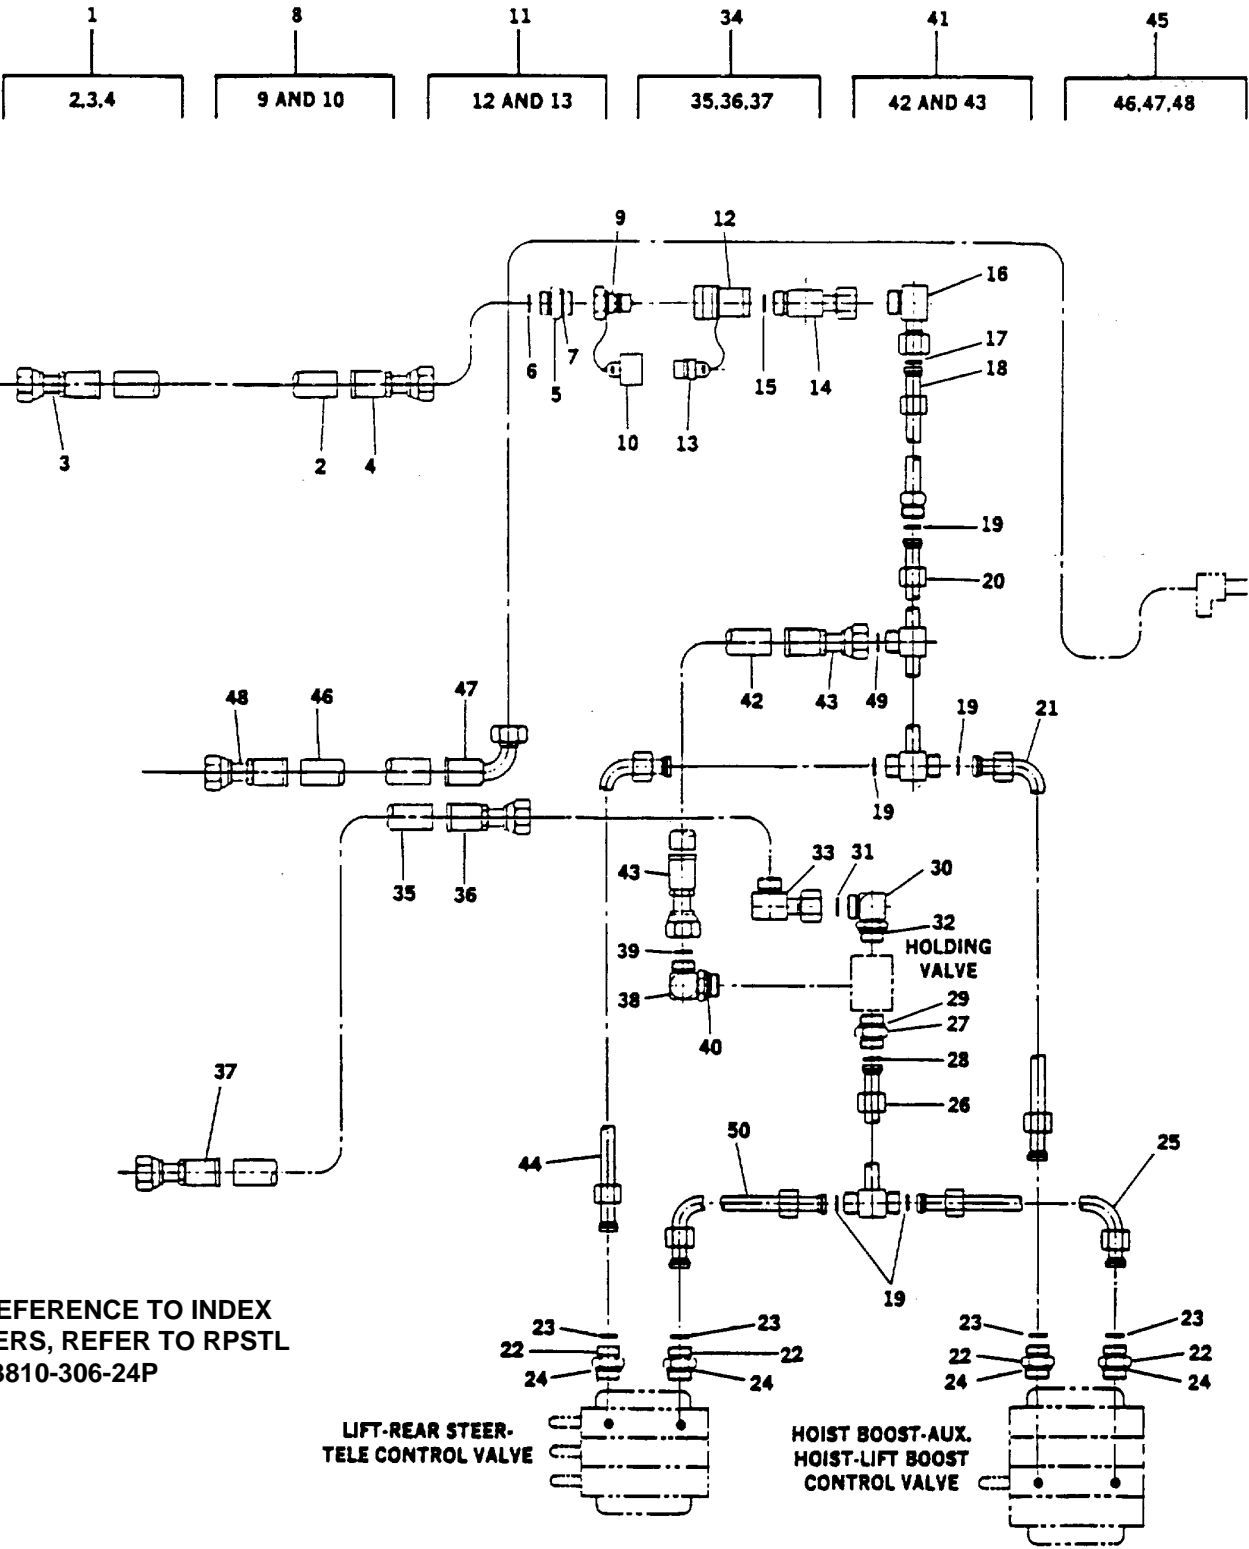 1 8 11 34 41 45
2,3,4 9 AND 10 12 AND 13 35,36,37 42 AND 43 46,47,48
9 12
16
17
6 7 18
5 15 14
10 13
3 2 4
19
20
42 43 49
48 46 47 19 21
19
33 31 30
43
35 36
32
39 HOLDING
VALVE
38
29
27
40
28
37
26
50
44 25
19
EFERENCE TO INDEX
ERS, REFER TO RPSTL
3810-306-24P
23 23 23 23
22 22 22 22
24 24 24 24
LIFT-REAR STEER-
TELE CONTROL VALVE
HOIST BOOST-AUX.
HOIST-LIFT BOOST
CONTROL VALVE